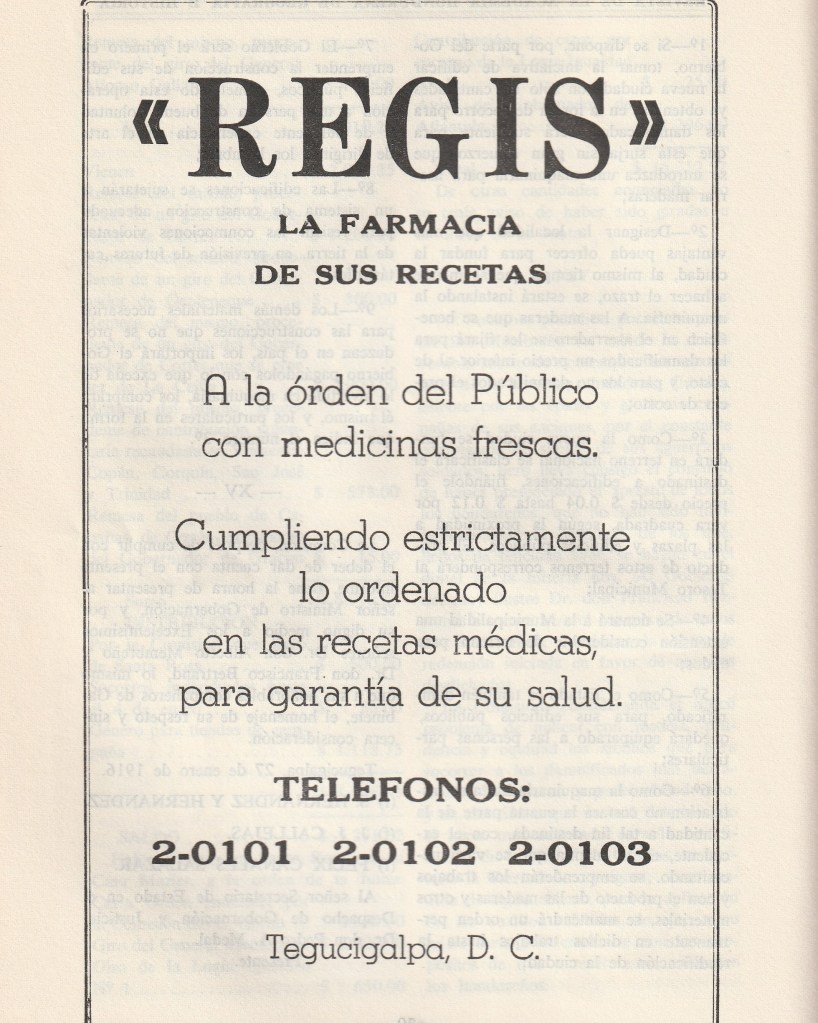 «REGIS»
LA FARMACIA
DE SUS RECETAS
A la órden del Público
con medicinas frescas.
Cumpliendo estrictamente
lo ordenado
en las recetas médicas,
para garantía de su salud.
TELEFONOS:
2-0101 2-0102 2-0103
Tegucigalpa, D. C.